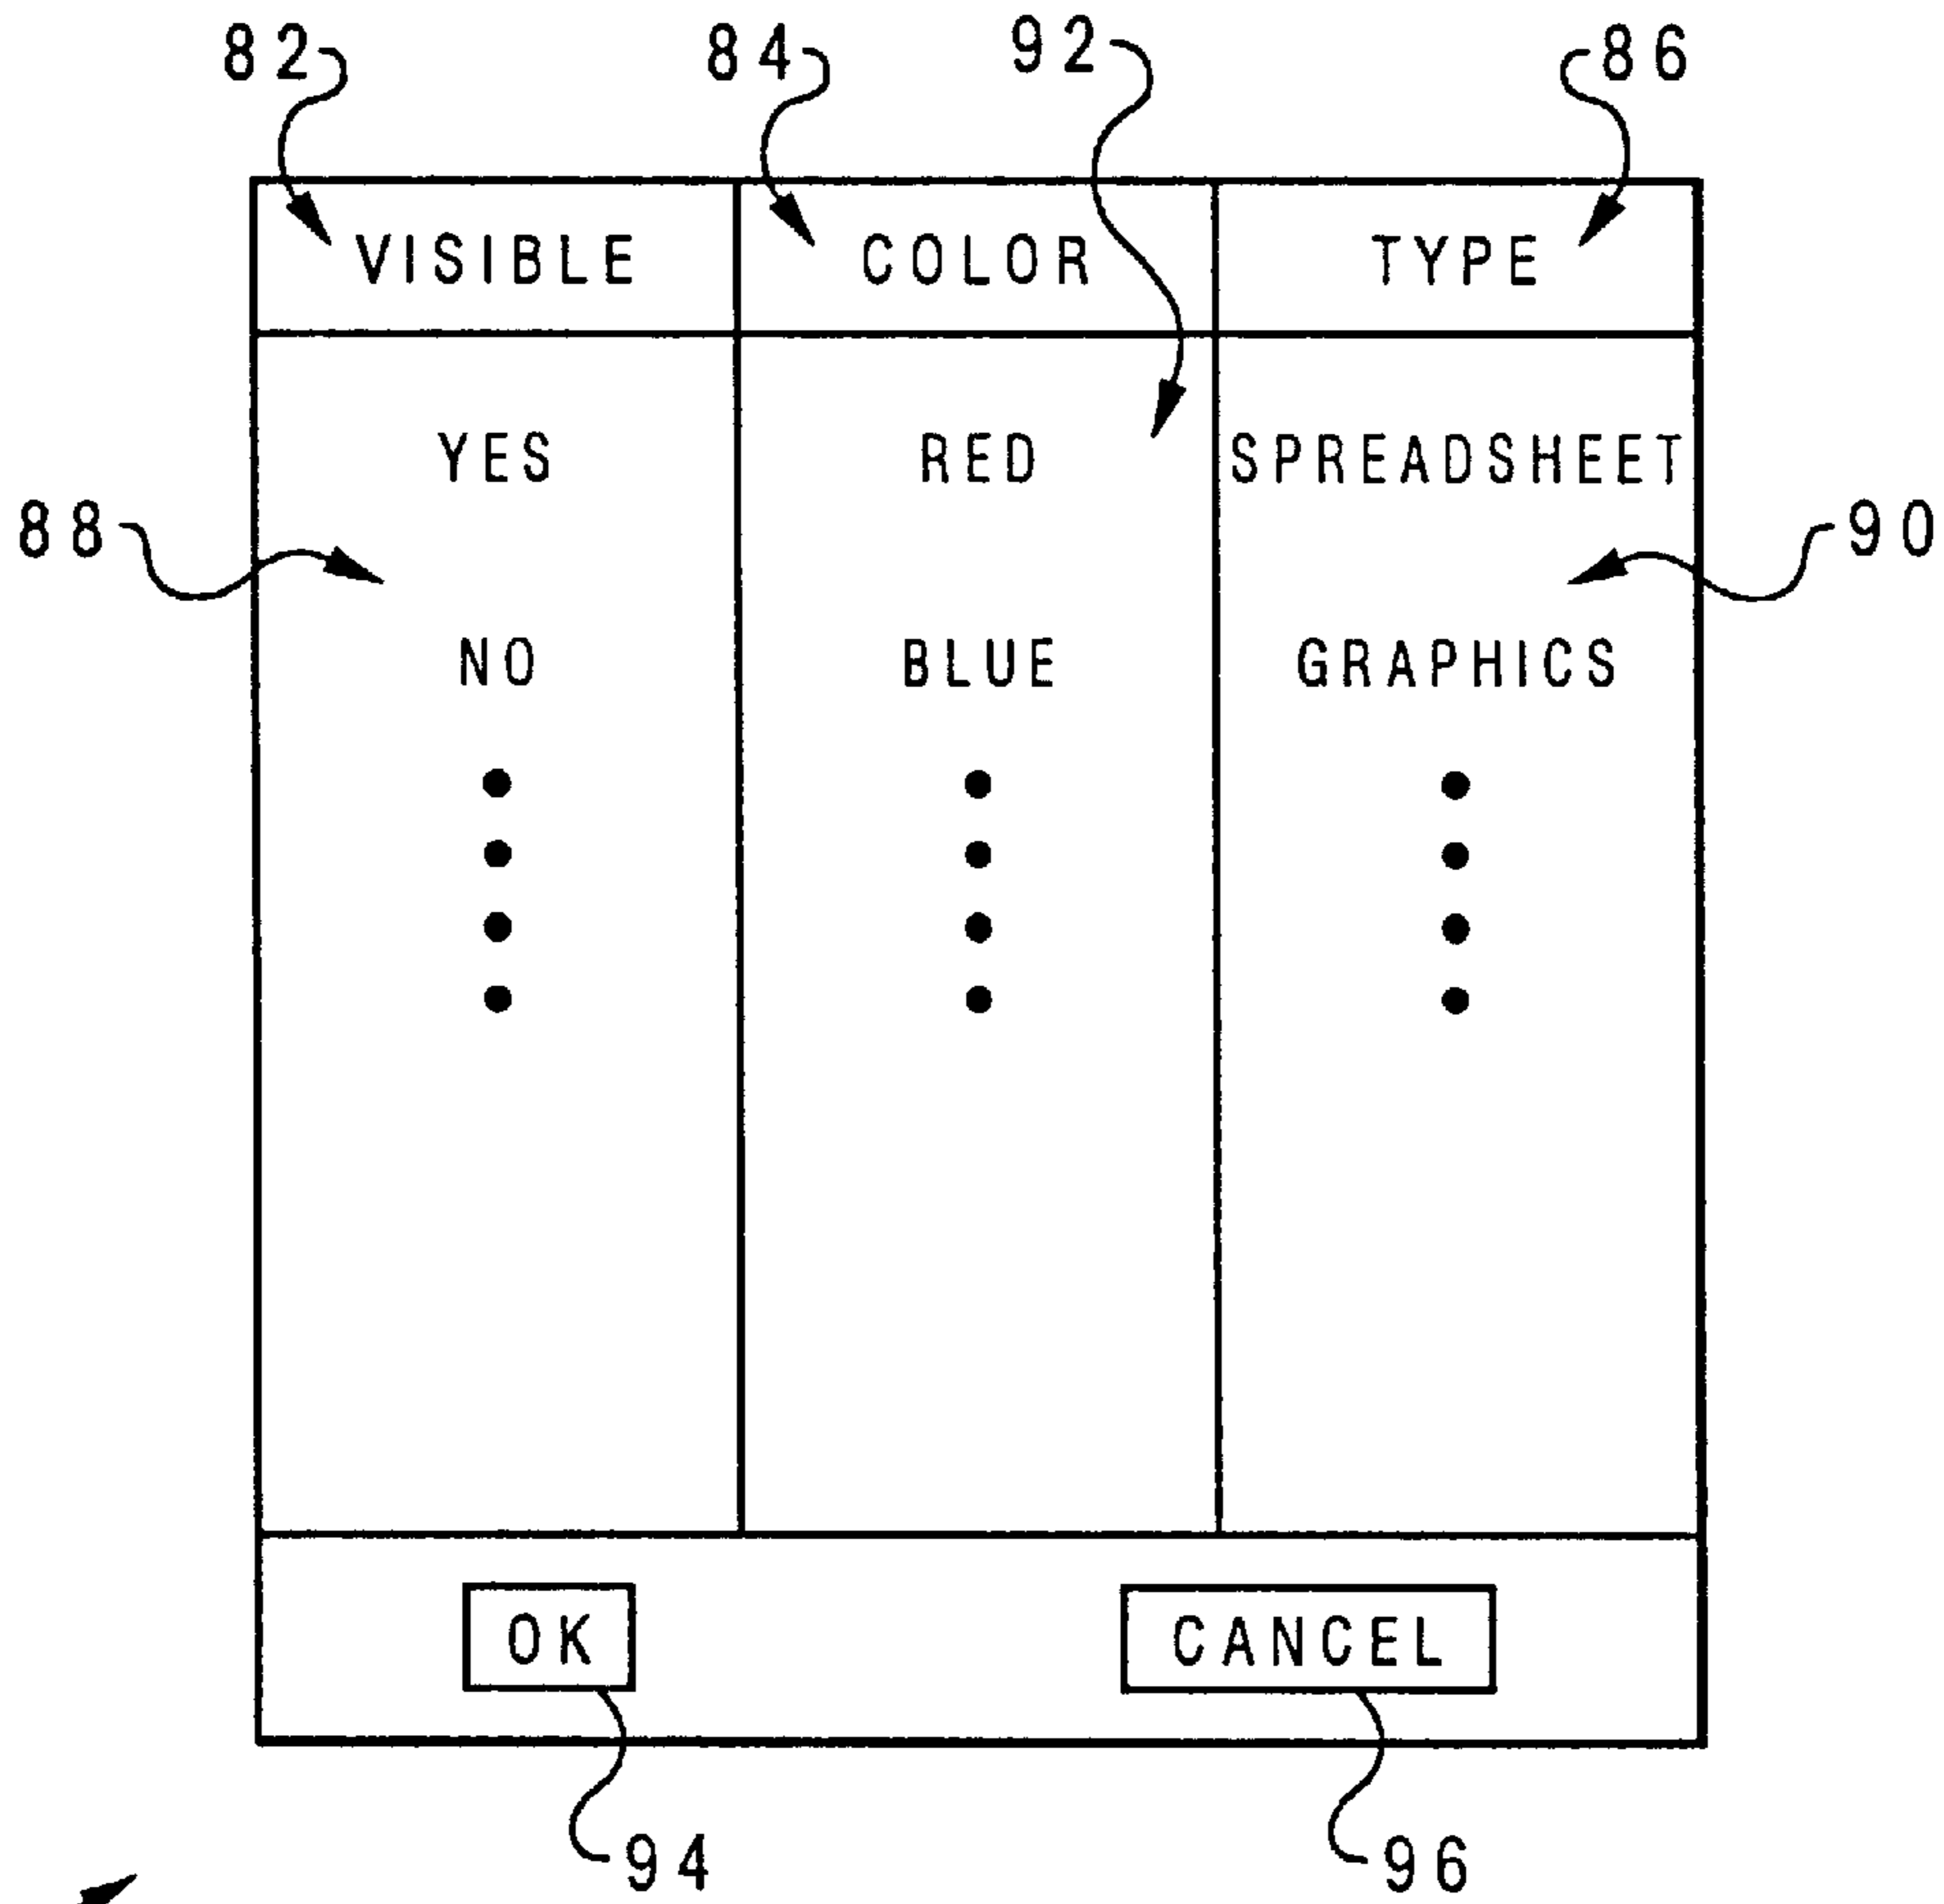 82 84 92 86
VISIBLE COLOR TYPE
YES RED SPREADSHEET
88 90
NO BLUE GRAPHICS
OK CANCEL
94 96